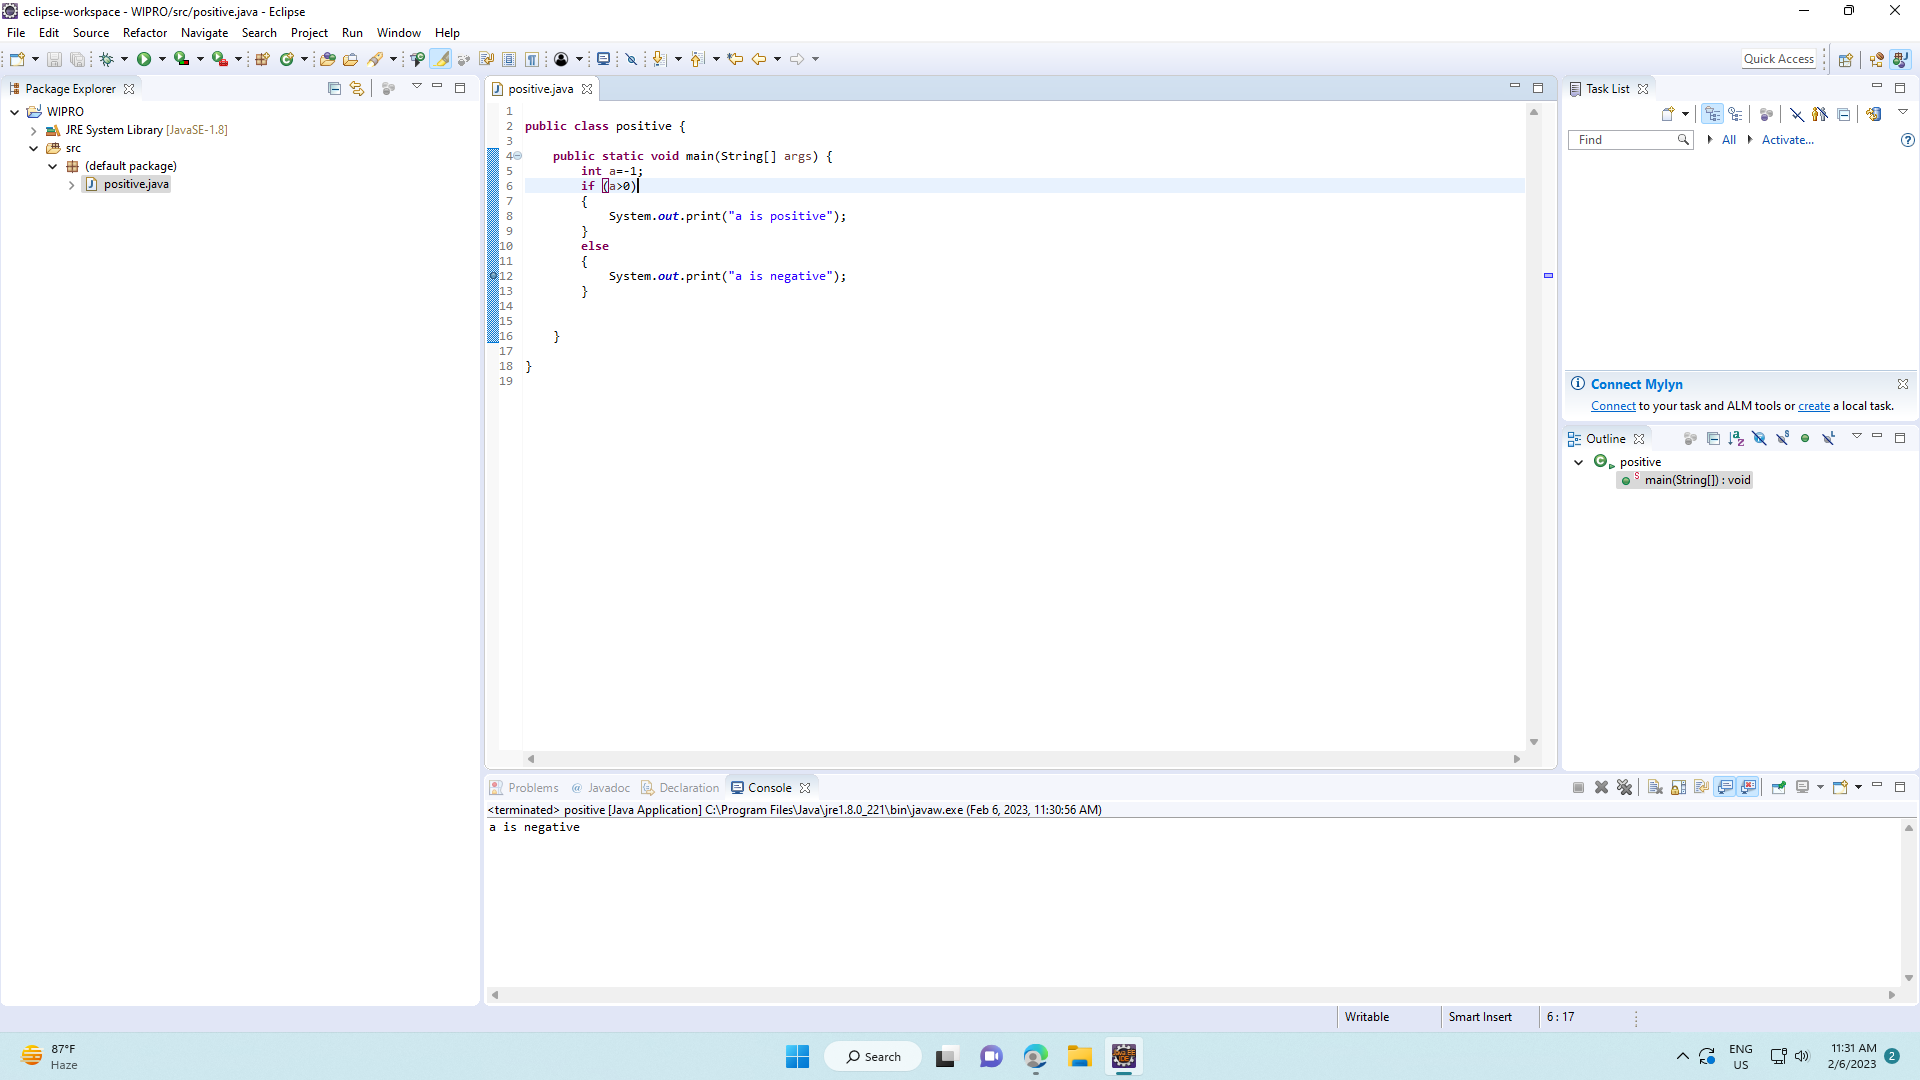 eclipse-workspace - WIPRO/src/positive.java - Eclipse
File Edit Source Refactor Navigate Search Project Run Window Help
Quick Access
Package Explorer
WIPRO
JRE System Library [JavaSE-1.8]
src
(default package)
positive.java
positive.java
1
2 public class positive {
3
4 public static void main(String[] args) {
5 int a=-1;
6 if (a>0)
7 {
8 System.out.print("a is positive");
9 }
10 else
11 {
12 System.out.print("a is negative");
13 }
14
15
16 }
17
18 }
19
Task List
Find All Activate...
Connect Mylyn
Connect to your task and ALM tools or create a local task.
Outline
positive
main(String[]) : void
Problems @ Javadoc Declaration Console
<terminated> positive [Java Application] C:\Program Files\Java\jre1.8.0_221\bin\javaw.exe (Feb 6, 2023, 11:30:56 AM)
a is negative
Writable Smart Insert 6 : 17
87°F
Haze
Search
ENG
US
11:31 AM
2/6/2023
2